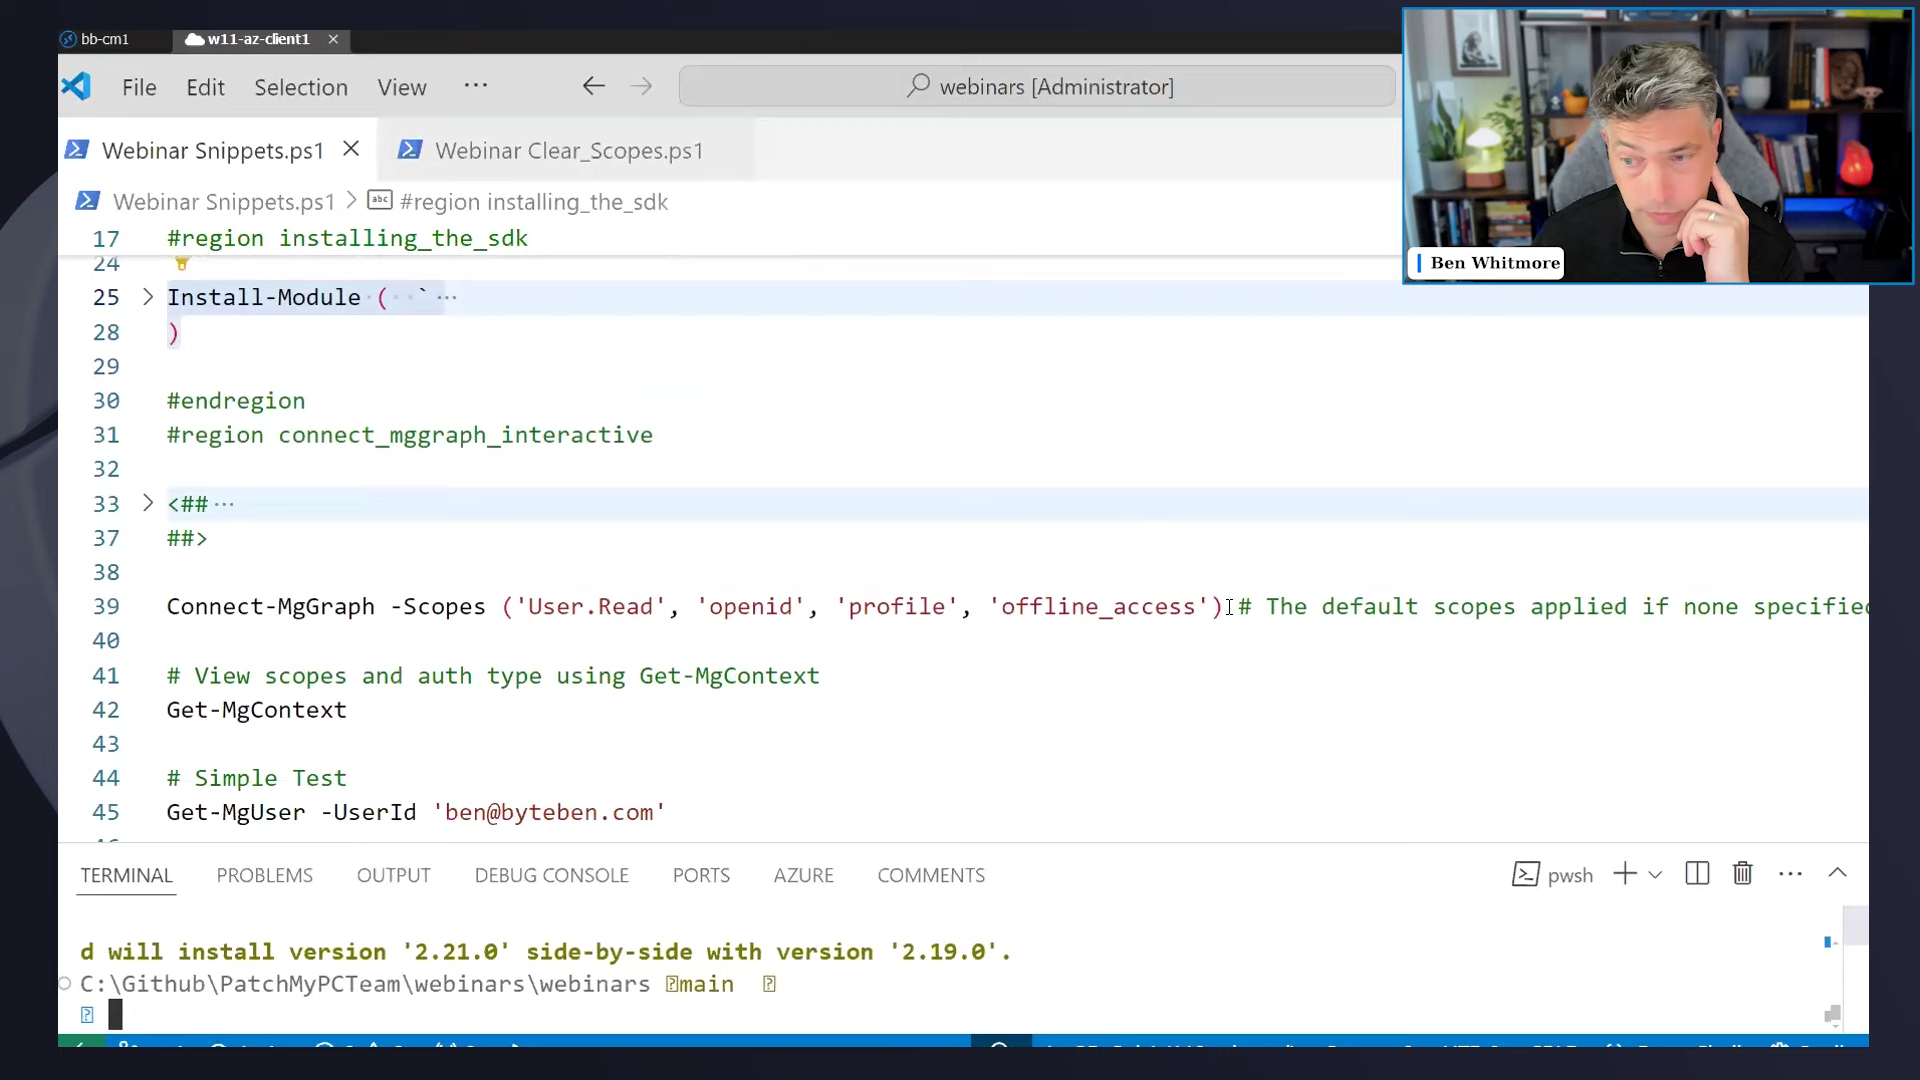 bb-cm1
w11-az-client1
File Edit Selection View ···
webinars [Administrator]
Webinar Snippets.ps1
Webinar Clear_Scopes.ps1
Webinar Snippets.ps1 > abc #region installing_the_sdk
17 #region installing_the_sdk
24
25 Install-Module ( ` ···
28 )
29
30 #endregion
31 #region connect_mggraph_interactive
32
33 <## ···
37 ##>
38
39 Connect-MgGraph -Scopes ('User.Read', 'openid', 'profile', 'offline_access') # The default scopes applied if none specified
40
41 # View scopes and auth type using Get-MgContext
42 Get-MgContext
43
44 # Simple Test
45 Get-MgUser -UserId 'ben@byteben.com'
Ben Whitmore
TERMINAL PROBLEMS OUTPUT DEBUG CONSOLE PORTS AZURE COMMENTS
pwsh
d will install version '2.21.0' side-by-side with version '2.19.0'.
C:\Github\PatchMyPCTeam\webinars\webinars main